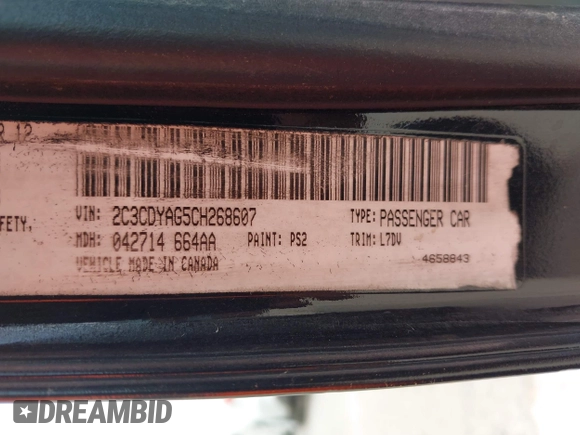 R 12
VIN: 2C3CDYAG5CH268607
TYPE: PASSENGER CAR
FETY,
MDH: 042714 664AA
PAINT: PS2
TRIM: L7DV
VEHICLE MADE IN CANADA
4658843
DREAMBID